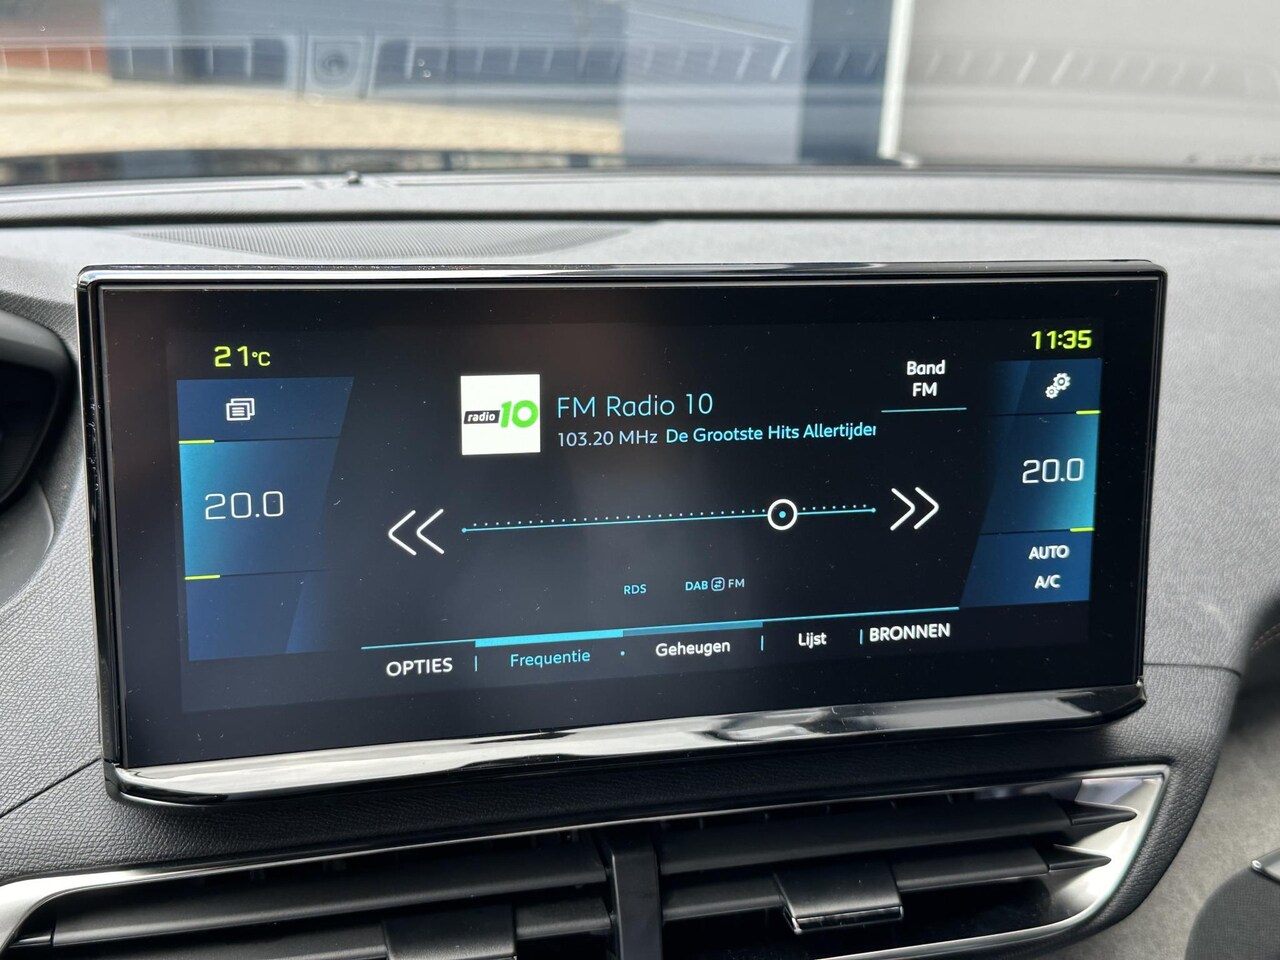 21°C
11:35
Band
FM
radio 10
FM Radio 10
103.20 MHz De Grootste Hits Allertijden
20.0
20.0
AUTO
A/C
RDS
DAB FM
OPTIES | Frequentie · Geheugen | Lijst | BRONNEN